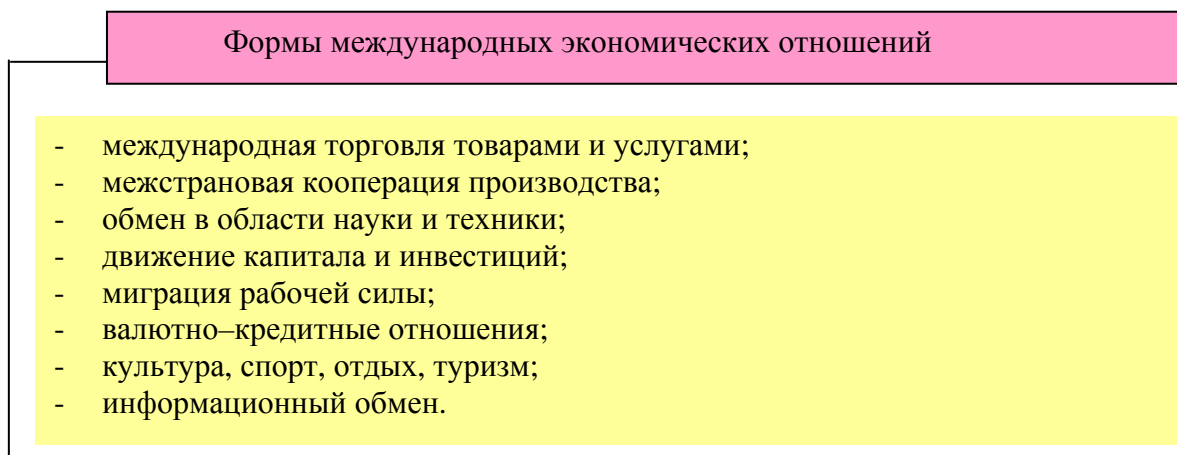 Формы международных экономических отношений
- международная торговля товарами и услугами;
- межстрановая кооперация производства;
- обмен в области науки и техники;
- движение капитала и инвестиций;
- миграция рабочей силы;
- валютно–кредитные отношения;
- культура, спорт, отдых, туризм;
- информационный обмен.